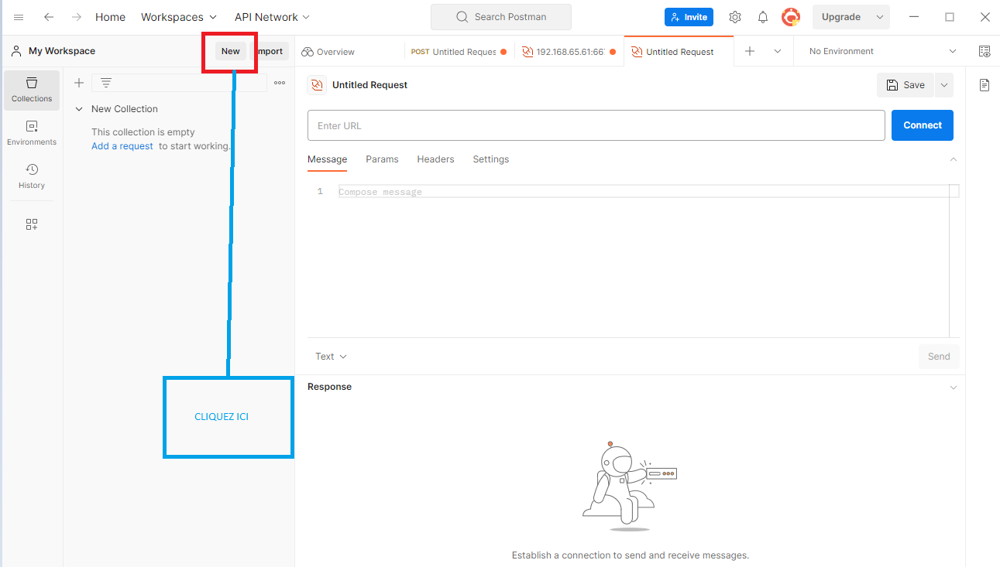 Home Workspaces API Network Search Postman Invite Upgrade
My Workspace New Import Overview POST Untitled Reques 192.168.65.61:66 Untitled Request No Environment
Collections
Environments
History
New Collection
This collection is empty
Add a request to start working.
Untitled Request Save
Enter URL Connect
Message Params Headers Settings
1 Compose message
Text Send
Response
CLIQUEZ ICI
Establish a connection to send and receive messages.